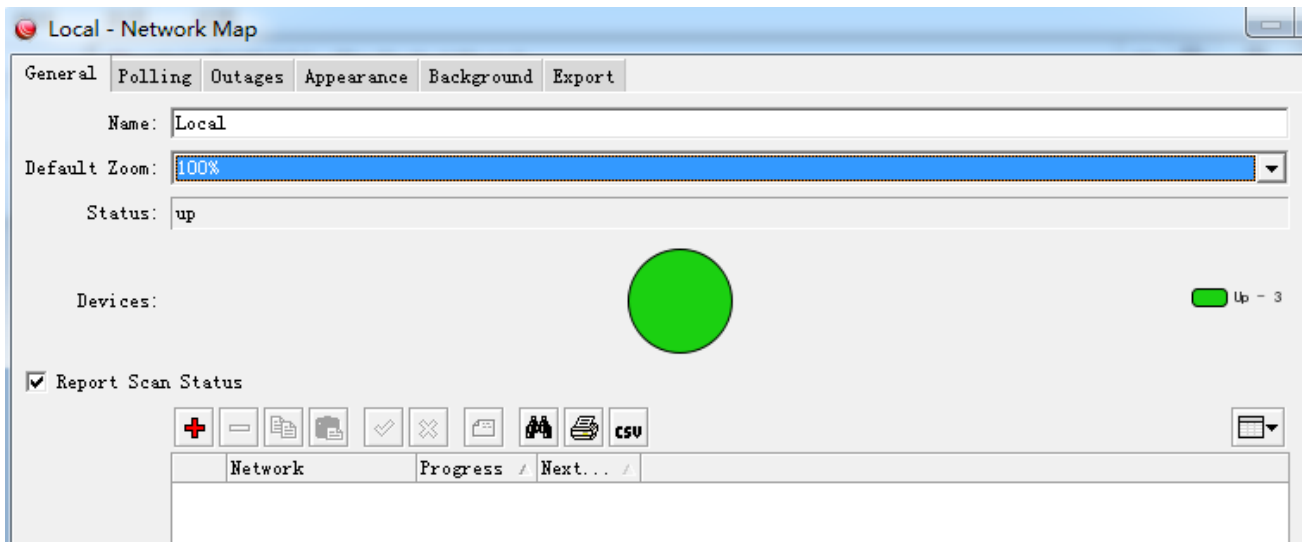 Local - Network Map
General Polling Outages Appearance Background Export
Name: Local
Default Zoom: 100%
Status: up
Devices:
Up - 3
Report Scan Status
csv
Network Progress Next...